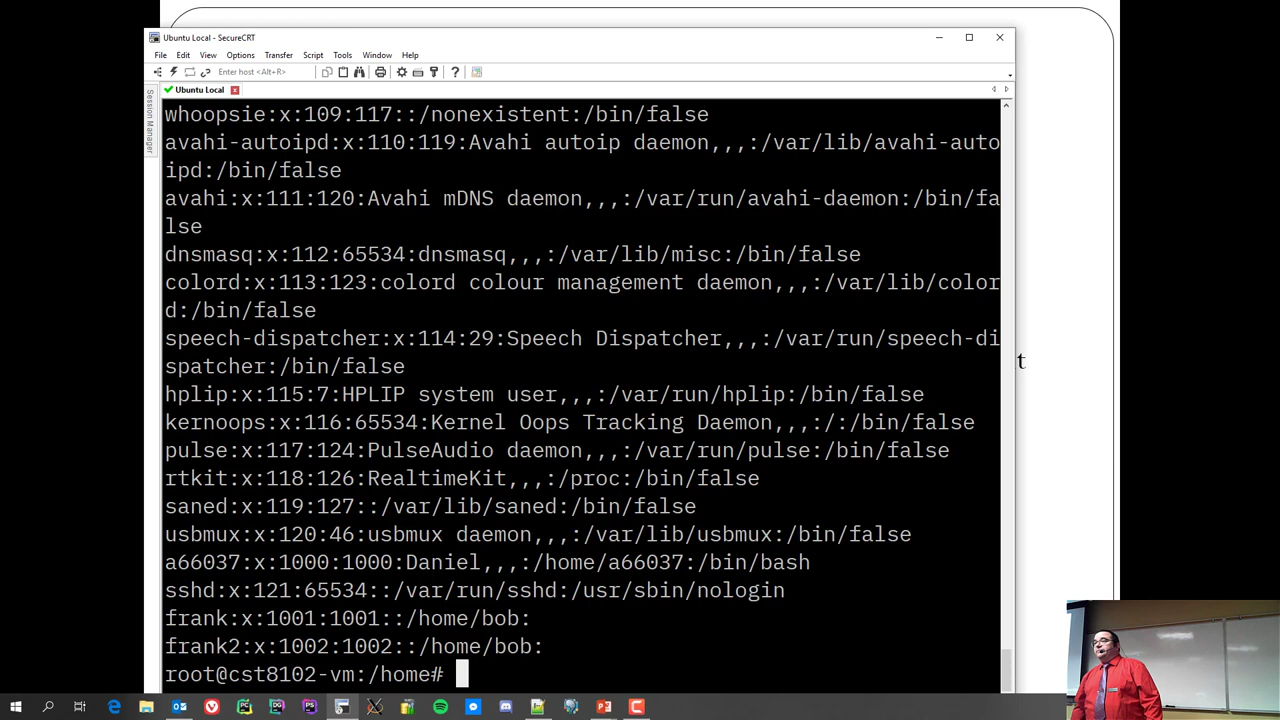 Ubuntu Local - SecureCRT
File Edit View Options Transfer Script Tools Window Help
Enter host <Alt+R>
Ubuntu Local x
Session Manager
whoopsie:x:109:117::/nonexistent:/bin/false
avahi-autoipd:x:110:119:Avahi autoip daemon,,,:/var/lib/avahi-auto
ipd:/bin/false
avahi:x:111:120:Avahi mDNS daemon,,,:/var/run/avahi-daemon:/bin/fa
lse
dnsmasq:x:112:65534:dnsmasq,,,:/var/lib/misc:/bin/false
colord:x:113:123:colord colour management daemon,,,:/var/lib/color
d:/bin/false
speech-dispatcher:x:114:29:Speech Dispatcher,,,:/var/run/speech-di
spatcher:/bin/false
hplip:x:115:7:HPLIP system user,,,:/var/run/hplip:/bin/false
kernoops:x:116:65534:Kernel Oops Tracking Daemon,,,:/:/bin/false
pulse:x:117:124:PulseAudio daemon,,,:/var/run/pulse:/bin/false
rtkit:x:118:126:RealtimeKit,,,:/proc:/bin/false
saned:x:119:127::/var/lib/saned:/bin/false
usbmux:x:120:46:usbmux daemon,,,:/var/lib/usbmux:/bin/false
a66037:x:1000:1000:Daniel,,,:/home/a66037:/bin/bash
sshd:x:121:65534::/var/run/sshd:/usr/sbin/nologin
frank:x:1001:1001::/home/bob:
frank2:x:1002:1002::/home/bob:
root@cst8102-vm:/home#
t